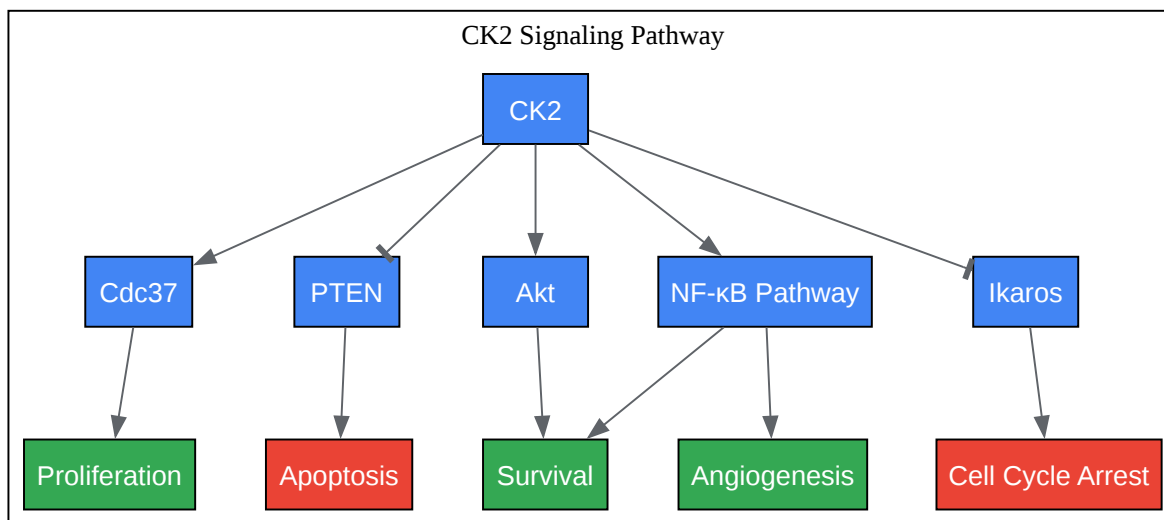 CK2 Signaling Pathway
CK2
Cdc37
PTEN
Akt
NF-κB Pathway
Ikaros
Proliferation
Apoptosis
Survival
Angiogenesis
Cell Cycle Arrest